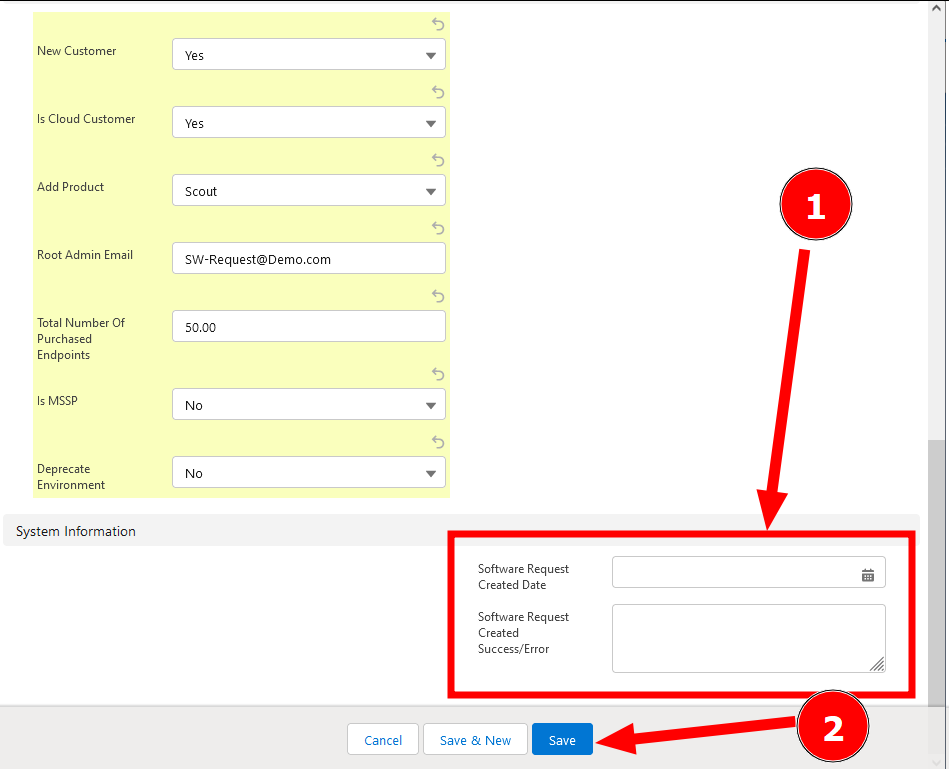 New Customer
Yes
Is Cloud Customer
Yes
Add Product
Scout
Root Admin Email
SW-Request@Demo.com
Total Number Of
Purchased
Endpoints
50.00
Is MSSP
No
Deprecate
Environment
No
1
System Information
Software Request
Created Date
Software Request
Created
Success/Error
Cancel
Save & New
Save
2